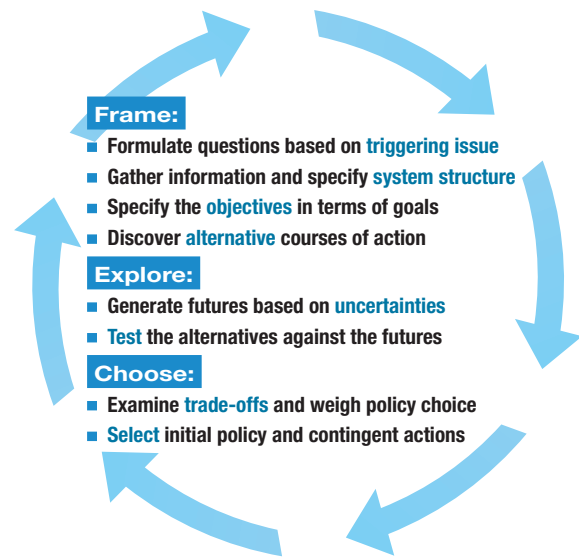 Frame:
Formulate questions based on triggering issue
Gather information and specify system structure
Specify the objectives in terms of goals
Discover alternative courses of action
Explore:
Generate futures based on uncertainties
Test the alternatives against the futures
Choose:
Examine trade-offs and weigh policy choice
Select initial policy and contingent actions